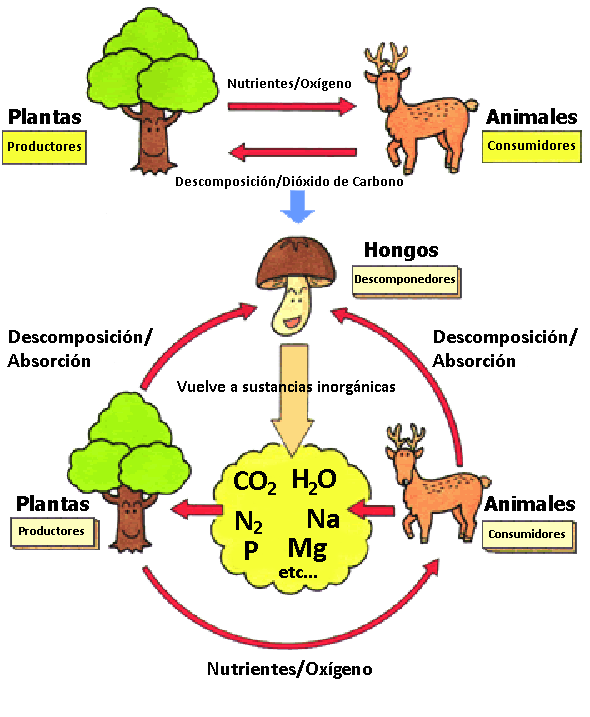 Nutrientes/Oxígeno
Plantas
Productores
Animales
Consumidores
Descomposición/Dióxido de Carbono
Hongos
Descomponedores
Descomposición/
Absorción
Descomposición/
Absorción
Vuelve a sustancias inorgánicas
CO₂ H₂O
N₂ Na
P Mg
etc...
Plantas
Productores
Animales
Consumidores
Nutrientes/Oxígeno